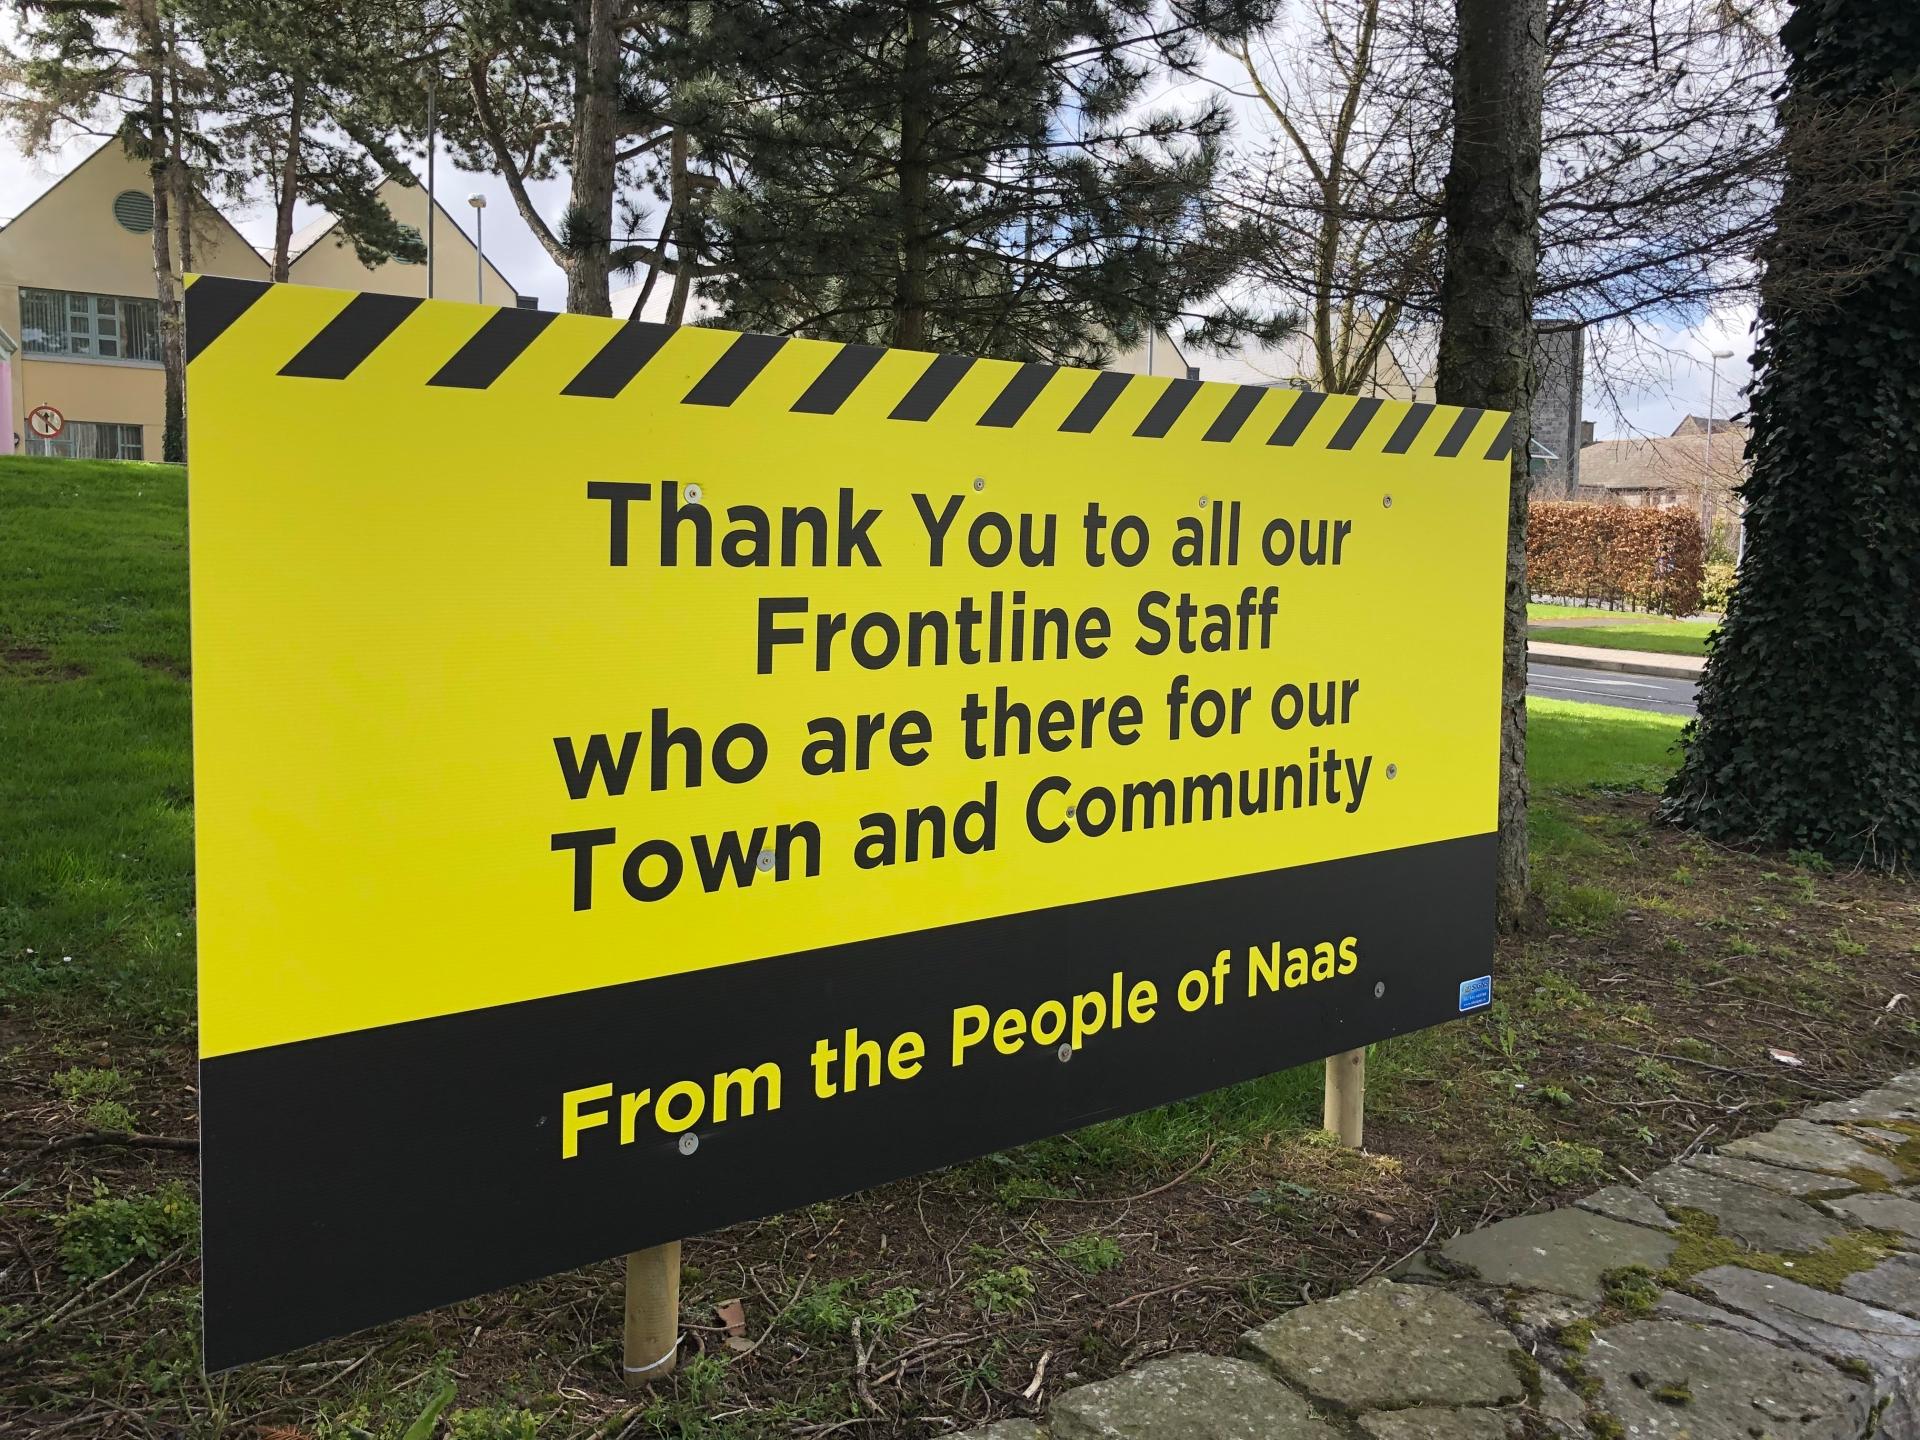 Thank You to all our
Frontline Staff
who are there for our
Town and Community
From the People of Naas